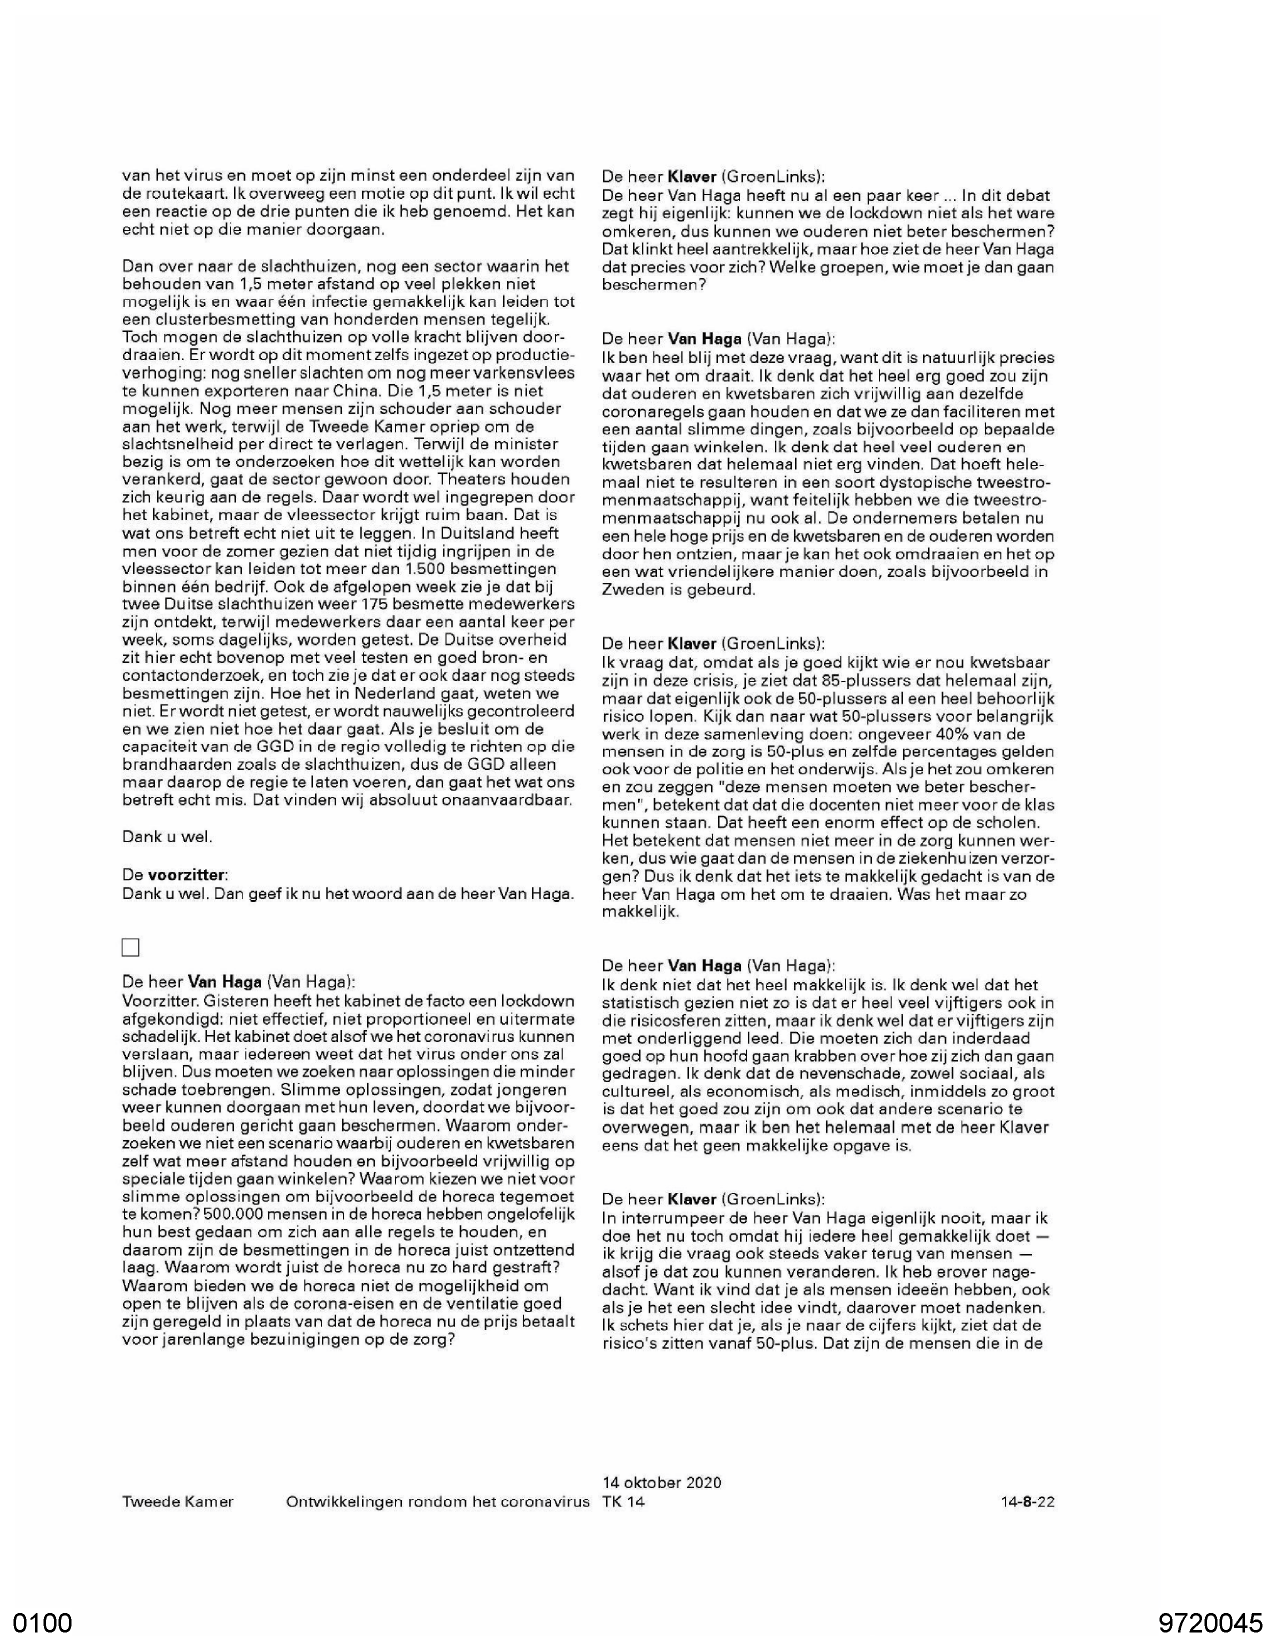 van het virus en moet op zijn minst een onderdeel zijn van
de routekaart. Ik overweeg een motie op dit punt. Ik wil echt
een reactie op de drie punten die ik heb genoemd. Het kan
echt niet op die manier doorgaan.
Dan over naar de slachthuizen, nog een sector waarin het
behouden van 1,5 meter afstand op veel plekken niet
mogelijk is en waar één infectie gemakkelijk kan leiden tot
een clusterbesmetting van honderden mensen tegelijk.
Toch mogen de slachthuizen op volle kracht blijven door-
draaien. Er wordt op dit moment zelfs ingezet op productie-
verhoging: nog sneller slachten om nog meer varkensvlees
te kunnen exporteren naar China. Die 1,5 meter is niet
mogelijk. Nog meer mensen zijn schouder aan schouder
aan het werk, terwijl de Tweede Kamer opriep om de
slachtsnelheid per direct te verlagen. Terwijl de minister
bezig is om te onderzoeken hoe dit wettelijk kan worden
verankerd, gaat de sector gewoon door. Theaters houden
zich keurig aan de regels. Daar wordt wel ingegrepen door
het kabinet, maar de vleessector krijgt ruim baan. Dat is
wat ons betreft echt niet uit te leggen. In Duitsland heeft
men voor de zomer gezien dat niet tijdig ingrijpen in de
vleessector kan leiden tot meer dan 1.500 besmettingen
binnen één bedrijf. Ook de afgelopen week zie je dat bij
twee Duitse slachthuizen weer 175 besmette medewerkers
zijn ontdekt, terwijl medewerkers daar een aantal keer per
week, soms dagelijks, worden getest. De Duitse overheid
zit hier echt bovenop met veel testen en goed bron- en
contactonderzoek, en toch zie je dat er ook daar nog steeds
besmettingen zijn. Hoe het in Nederland gaat, weten we
niet. Er wordt niet getest, er wordt nauwelijks gecontroleerd
en we zien niet hoe het daar gaat. Als je besluit om de
capaciteit van de GGD in de regio volledig te richten op die
brandhaarden zoals de slachthuizen, dus de GGD alleen
maar daarop de regie te laten voeren, dan gaat het wat ons
betreft echt mis. Dat vinden wij absoluut onaanvaardbaar.
Dank u wel.
De voorzitter:
Dank u wel. Dan geef ik nu het woord aan de heer Van Haga.
De heer Van Haga (Van Haga):
Voorzitter. Gisteren heeft het kabinet de facto een lockdown
afgekondigd: niet effectief, niet proportioneel en uitermate
schadelijk. Het kabinet doet alsof we het coronavirus kunnen
verslaan, maar iedereen weet dat het virus onder ons zal
blijven. Dus moeten we zoeken naar oplossingen die minder
schade toebrengen. Slimme oplossingen, zodat jongeren
weer kunnen doorgaan met hun leven, doordat we bijvoor-
beeld ouderen gericht gaan beschermen. Waarom onder-
zoeken we niet een scenario waarbij ouderen en kwetsbaren
zelf wat meer afstand houden en bijvoorbeeld vrijwillig op
speciale tijden gaan winkelen? Waarom kiezen we niet voor
slimme oplossingen om bijvoorbeeld de horeca tegemoet
te komen? 500.000 mensen in de horeca hebben ongelofelijk
hun best gedaan om zich aan alle regels te houden, en
daarom zijn de besmettingen in de horeca juist ontzettend
laag. Waarom wordt juist de horeca nu zo hard gestraft?
Waarom bieden we de horeca niet de mogelijkheid om
open te blijven als de corona-eisen en de ventilatie goed
zijn geregeld in plaats van dat de horeca nu de prijs betaalt
voor jarenlange bezuinigingen op de zorg?
De heer Klaver (GroenLinks):
De heer Van Haga heeft nu al een paar keer ... In dit debat
zegt hij eigenlijk: kunnen we de lockdown niet als het ware
omkeren, dus kunnen we ouderen niet beter beschermen?
Dat klinkt heel aantrekkelijk, maar hoe ziet de heer Van Haga
dat precies voor zich? Welke groepen, wie moet je dan gaan
beschermen?
De heer Van Haga (Van Haga):
Ik ben heel blij met deze vraag, want dit is natuurlijk precies
waar het om draait. Ik denk dat het heel erg goed zou zijn
dat ouderen en kwetsbaren zich vrijwillig aan dezelfde
coronaregels gaan houden en dat we ze dan faciliteren met
een aantal slimme dingen, zoals bijvoorbeeld op bepaalde
tijden gaan winkelen. Ik denk dat heel veel ouderen en
kwetsbaren dat helemaal niet erg vinden. Dat hoeft hele-
maal niet te resulteren in een soort dystopische tweestro-
menmaatschappij, want feitelijk hebben we die tweestro-
menmaatschappij nu ook al. De ondernemers betalen nu
een hele hoge prijs en de kwetsbaren en de ouderen worden
door hen ontzien, maar je kan het ook omdraaien en het op
een wat vriendelijkere manier doen, zoals bijvoorbeeld in
Zweden is gebeurd.
De heer Klaver (GroenLinks):
Ik vraag dat, omdat als je goed kijkt wie er nou kwetsbaar
zijn in deze crisis, je ziet dat 85-plussers dat helemaal zijn,
maar dat eigenlijk ook de 50-plussers al een heel behoorlijk
risico lopen. Kijk dan naar wat 50-plussers voor belangrijk
werk in deze samenleving doen: ongeveer 40% van de
mensen in de zorg is 50-plus en zelfde percentages gelden
ook voor de politie en het onderwijs. Als je het zou omkeren
en zou zeggen "deze mensen moeten we beter bescher-
men", betekent dat dat die docenten niet meer voor de klas
kunnen staan. Dat heeft een enorm effect op de scholen.
Het betekent dat mensen niet meer in de zorg kunnen wer-
ken, dus wie gaat dan de mensen in de ziekenhuizen verzor-
gen? Dus ik denk dat het iets te makkelijk gedacht is van de
heer Van Haga om het om te draaien. Was het maar zo
makkelijk.
De heer Van Haga (Van Haga):
Ik denk niet dat het heel makkelijk is. Ik denk wel dat het
statistisch gezien niet zo is dat er heel veel vijftigers ook in
die risicosferen zitten, maar ik denk wel dat er vijftigers zijn
met onderliggend leed. Die moeten zich dan inderdaad
goed op hun hoofd gaan krabben over hoe zij zich dan gaan
gedragen. Ik denk dat de nevenschade, zowel sociaal, als
cultureel, als economisch, als medisch, inmiddels zo groot
is dat het goed zou zijn om ook dat andere scenario te
overwegen, maar ik ben het helemaal met de heer Klaver
eens dat het geen makkelijke opgave is.
De heer Klaver (GroenLinks):
In interrumpeer de heer Van Haga eigenlijk nooit, maar ik
doe het nu toch omdat hij iedere heel gemakkelijk doet —
ik krijg die vraag ook steeds vaker terug van mensen —
alsof je dat zou kunnen veranderen. Ik heb erover nage-
dacht. Want ik vind dat je als mensen ideeën hebben, ook
als je het een slecht idee vindt, daarover moet nadenken.
Ik schets hier dat je, als je naar de cijfers kijkt, ziet dat de
risico's zitten vanaf 50-plus. Dat zijn de mensen die in de
14 oktober 2020
Tweede Kamer Ontwikkelingen rondom het coronavirus TK 14 14-8-22
0100 9720045